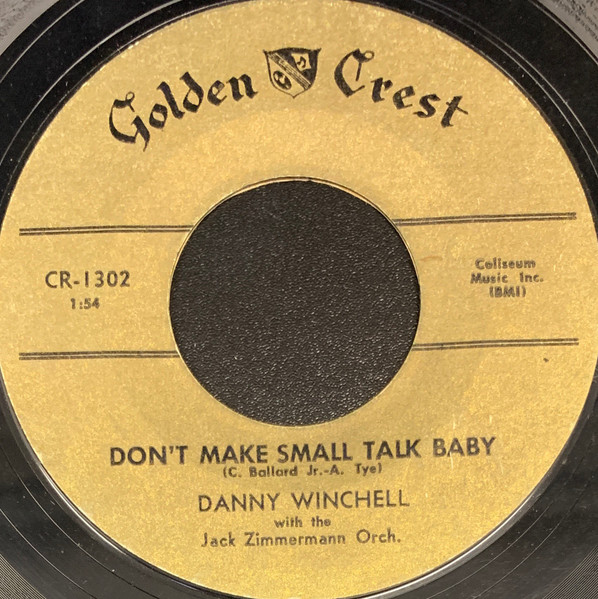 Golden Crest
CR-1302
1:54
Coliseum
Music Inc.
(BMI)
DON'T MAKE SMALL TALK BABY
(C. Ballard Jr.-A. Tye)
DANNY WINCHELL
with the
Jack Zimmermann Orch.